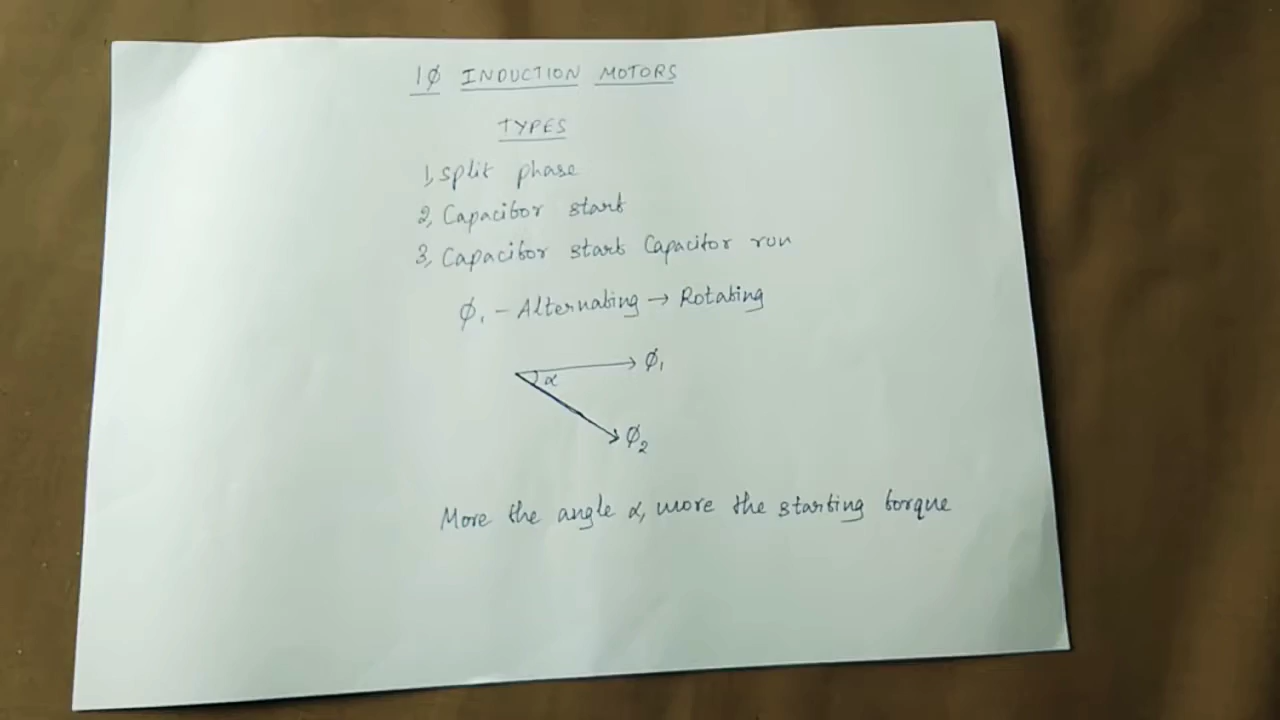 1φ INDUCTION MOTORS
TYPES
1, split phase
2, Capacitor start
3, Capacitor start Capacitor run
φ₁ – Alternating → Rotating
φ₁
α
φ₂
More the angle α, more the starting torque